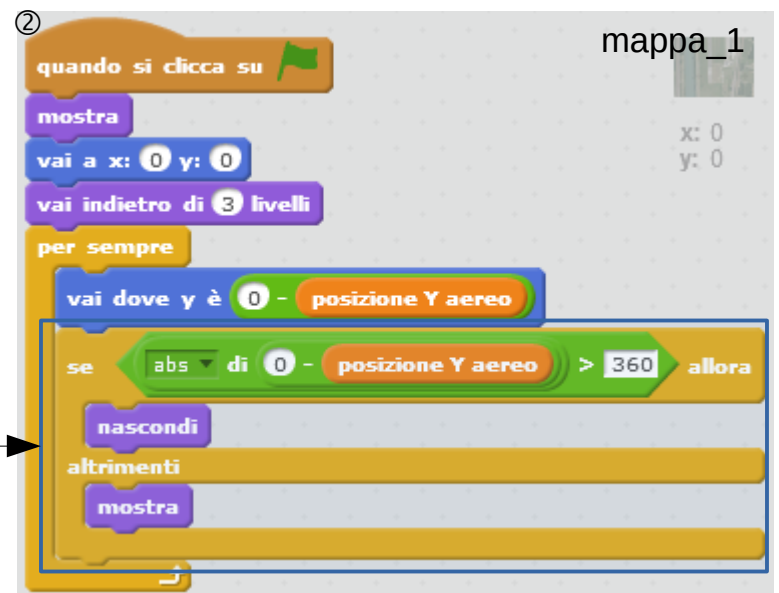 ②
mappa_1
quando si clicca su
mostra
x: 0
vai a x: 0 y: 0
y: 0
vai indietro di 3 livelli
per sempre
vai dove y è 0 - posizione Y aereo
se abs di 0 - posizione Y aereo > 360 allora
nascondi
altrimenti
mostra